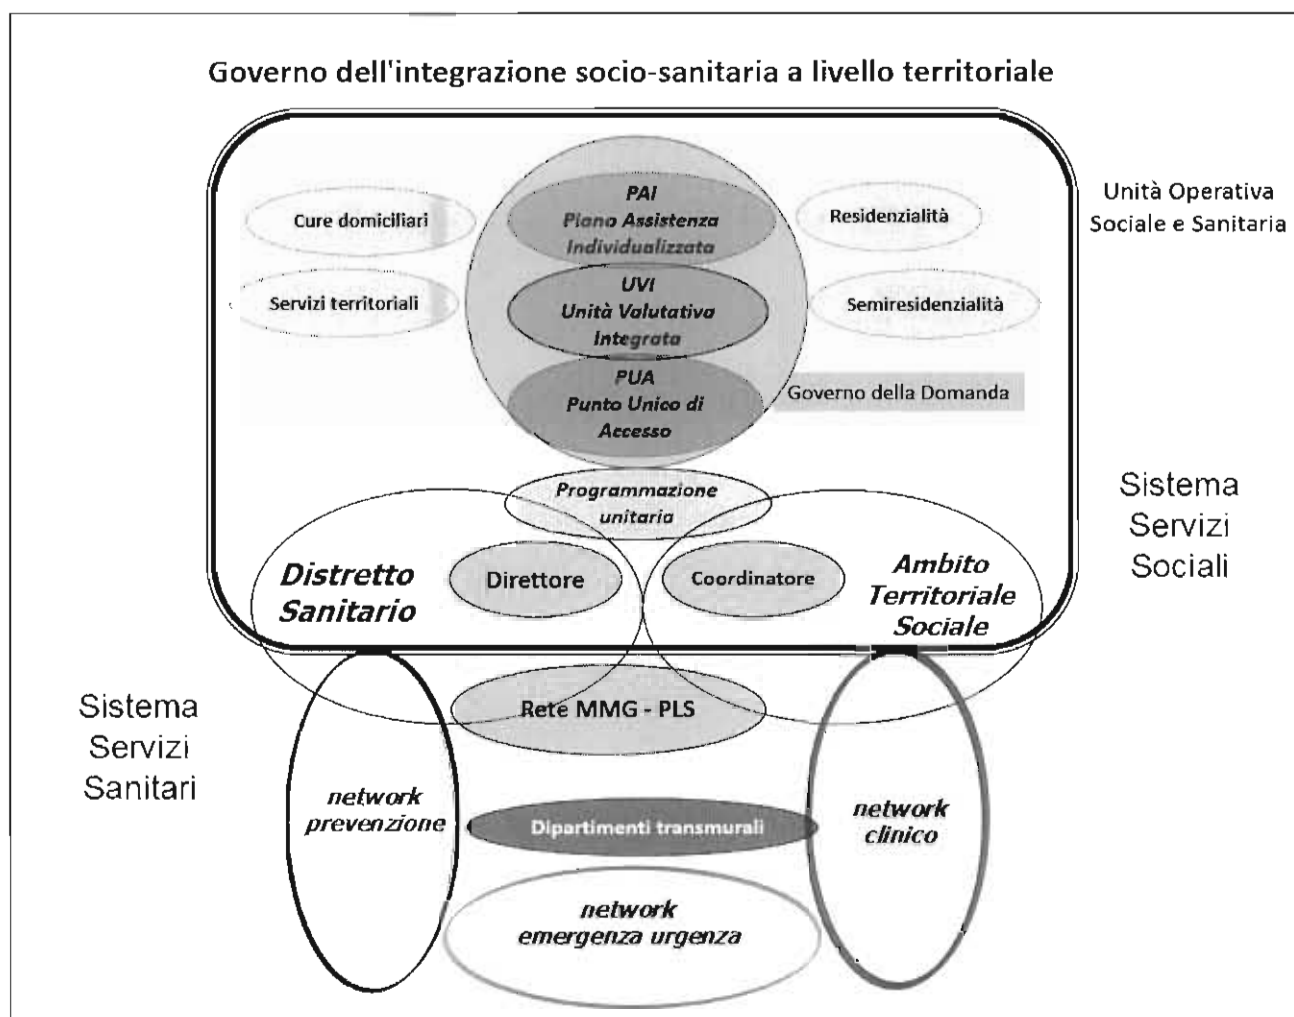 Governo dell'integrazione socio-sanitaria a livello territoriale
Unità Operativa
Sociale e Sanitaria
Cure domiciliari
PAI
Piano Assistenza
Individualizzata
Residenzialità
Servizi territoriali
UVI
Unità Valutativa
Integrata
Semiresidenzialità
PUA
Punto Unico di
Accesso
Governo della Domanda
Programmazione
unitaria
Sistema
Servizi
Sociali
Distretto
Sanitario
Direttore
Coordinatore
Ambito
Territoriale
Sociale
Sistema
Servizi
Sanitari
Rete MMG - PLS
network
prevenzione
Dipartimenti transmurali
network
clinico
network
emergenza urgenza